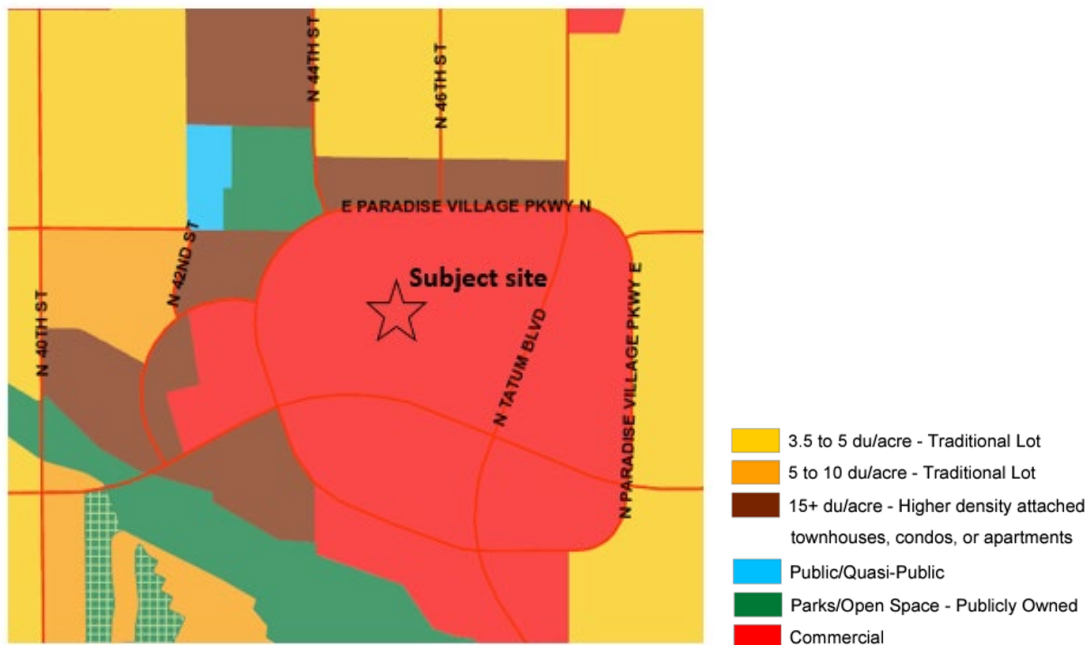 N 44TH ST
N 46TH ST
E PARADISE VILLAGE PKWY N
N 42ND ST
Subject site
N 40TH ST
N TATUM BLVD
N PARADISE VILLAGE PKWY E
3.5 to 5 du/acre - Traditional Lot
5 to 10 du/acre - Traditional Lot
15+ du/acre - Higher density attached
townhouses, condos, or apartments
Public/Quasi-Public
Parks/Open Space - Publicly Owned
Commercial